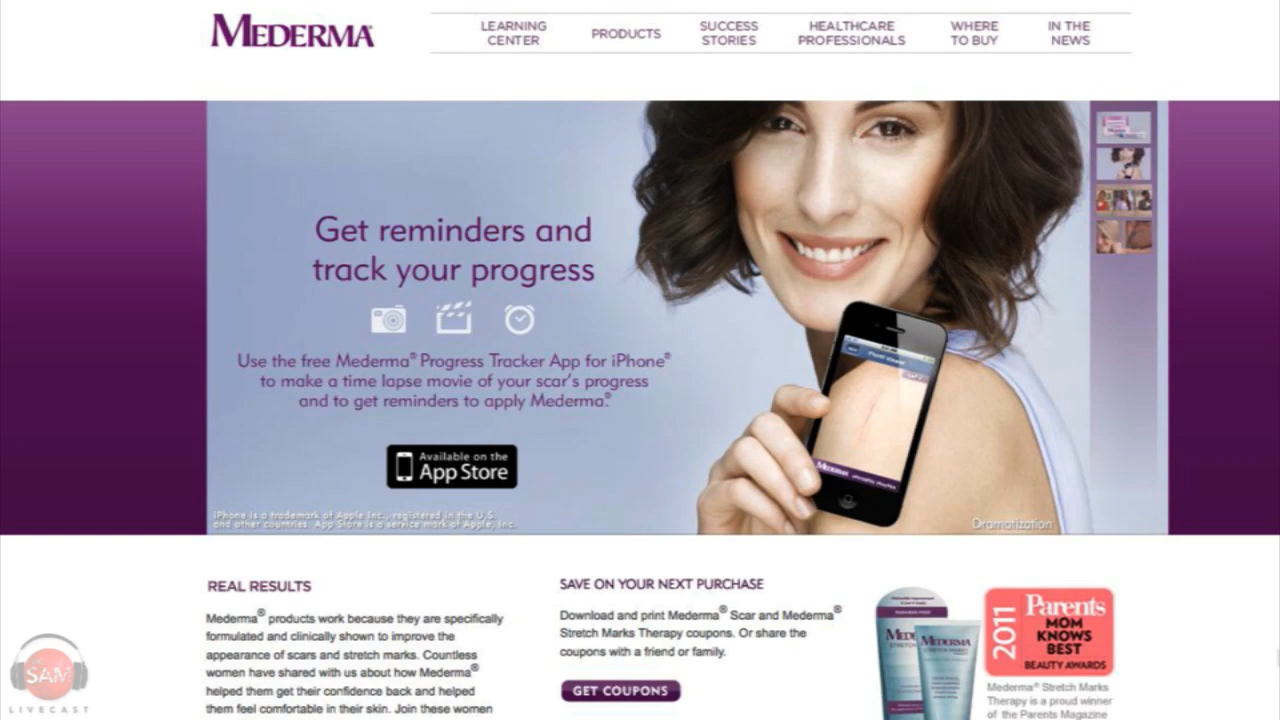 MEDERMA®
LEARNING CENTER
PRODUCTS
SUCCESS STORIES
HEALTHCARE PROFESSIONALS
WHERE TO BUY
IN THE NEWS
Get reminders and
track your progress
Use the free Mederma® Progress Tracker App for iPhone®
to make a time lapse movie of your scar's progress
and to get reminders to apply Mederma®.
Available on the
App Store
iPhone is a trademark of Apple Inc., registered in the U.S.
and other countries. App Store is a service mark of Apple, Inc.
MEDERMA
Dramatization
REAL RESULTS
Mederma® products work because they are specifically
formulated and clinically shown to improve the
appearance of scars and stretch marks. Countless
women have shared with us about how Mederma®
helped them get their confidence back and helped
them feel comfortable in their skin. Join these women
SAVE ON YOUR NEXT PURCHASE
Download and print Mederma® Scar and Mederma®
Stretch Marks Therapy coupons. Or share the
coupons with a friend or family.
GET COUPONS
MEDERMA
STRETCH MARKS
2011
Parents
MOM
KNOWS
BEST
BEAUTY AWARDS
Mederma® Stretch Marks
Therapy is a proud winner
of the Parents Magazine
SAM
LIVECAST